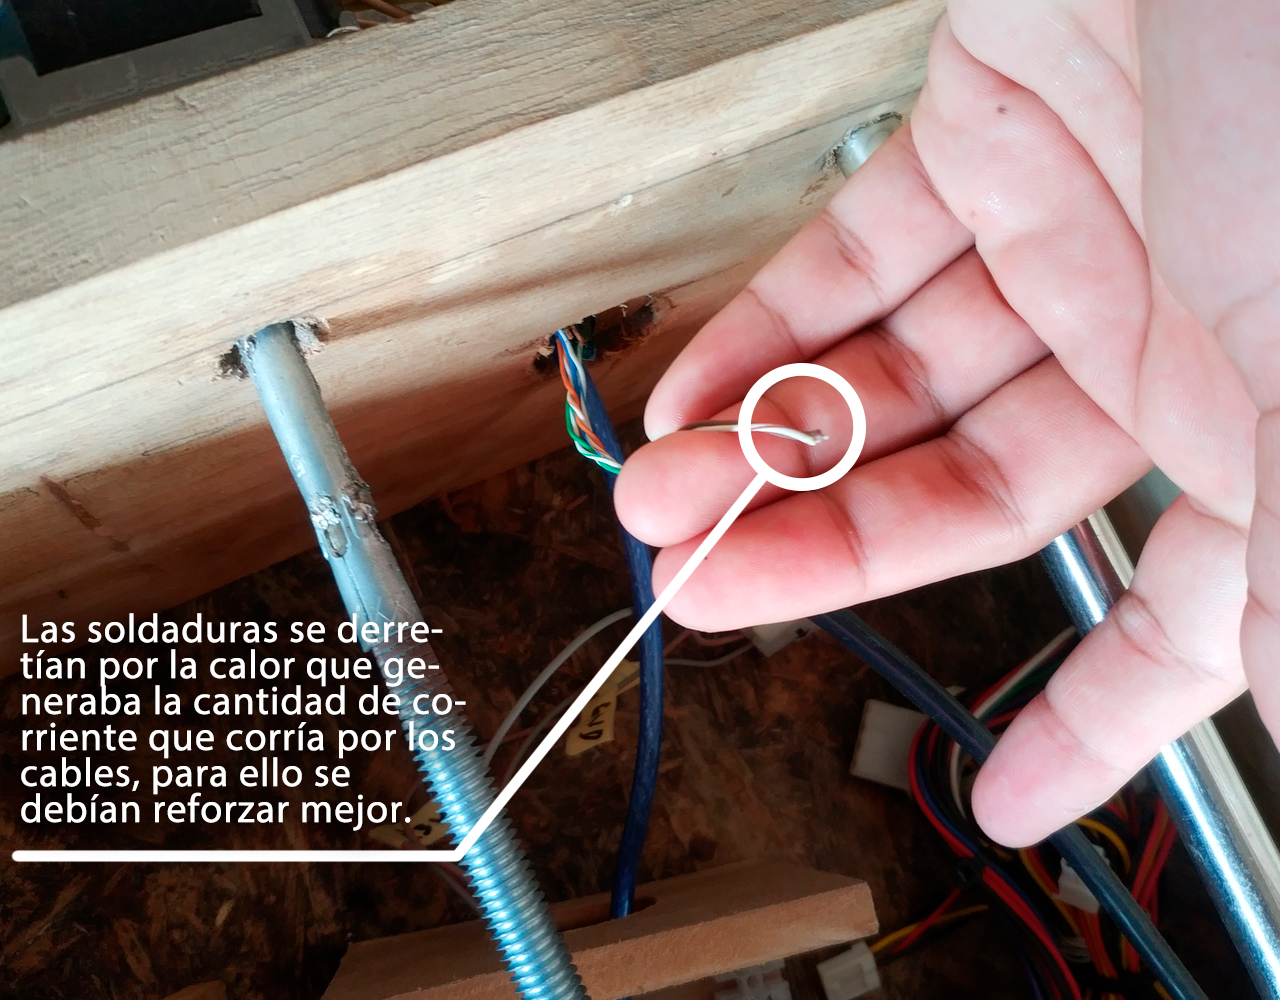 Las soldaduras se derre-
tían por la calor que ge-
neraba la cantidad de co-
rriente que corría por los
cables, para ello se
debían reforzar mejor.